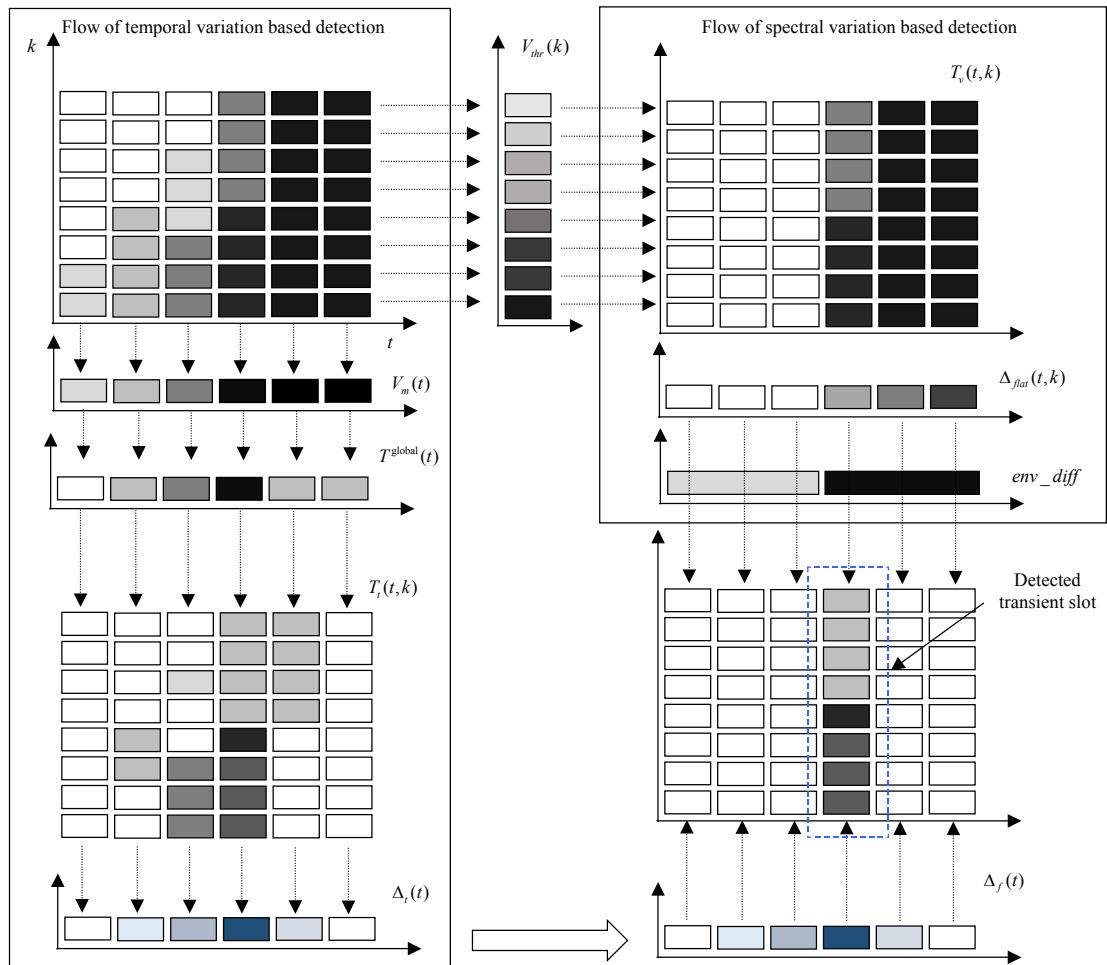 Flow of temporal variation based detection
k
t
V_m(t)
T^global(t)
T_t(t,k)
Δ_t(t)
V_thr(k)
Flow of spectral variation based detection
T_v(t,k)
Δ_flat(t,k)
env_diff
Detected
transient slot
Δ_f(t)